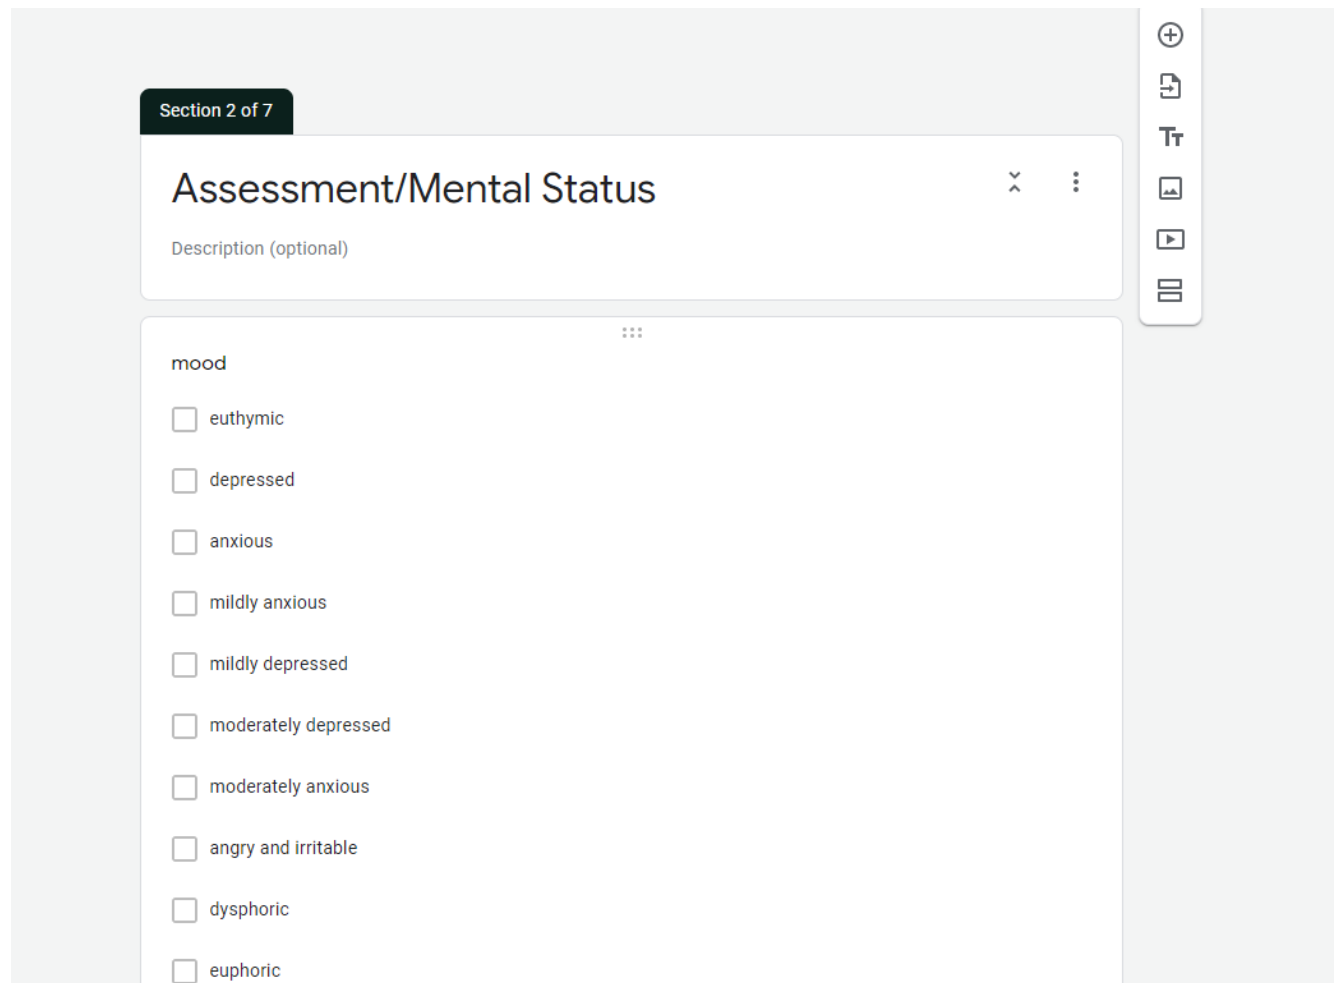 Section 2 of 7
Assessment/Mental Status
Description (optional)
mood
euthymic
depressed
anxious
mildly anxious
mildly depressed
moderately depressed
moderately anxious
angry and irritable
dysphoric
euphoric